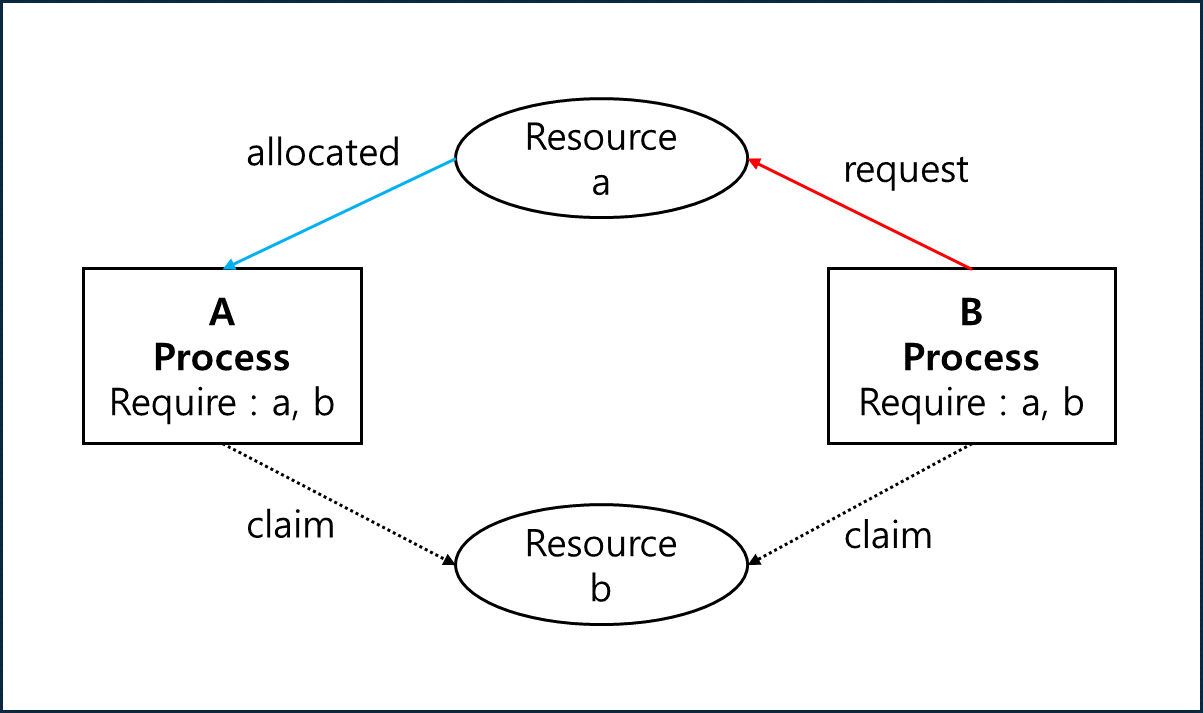 Resource
a
allocated
request
A
Process
Require : a, b
B
Process
Require : a, b
claim
claim
Resource
b